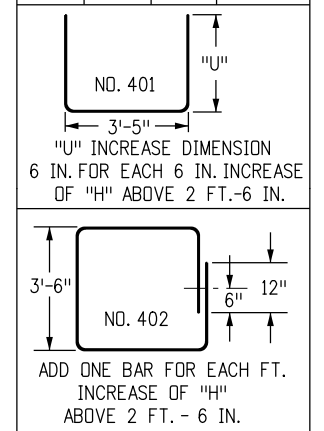 "U"
NO. 401
3'-5"
"U" INCREASE DIMENSION
6 IN. FOR EACH 6 IN. INCREASE
OF "H" ABOVE 2 FT.-6 IN.
3'-6"
12"
6"
NO. 402
ADD ONE BAR FOR EACH FT.
INCREASE OF "H"
ABOVE 2 FT. - 6 IN.